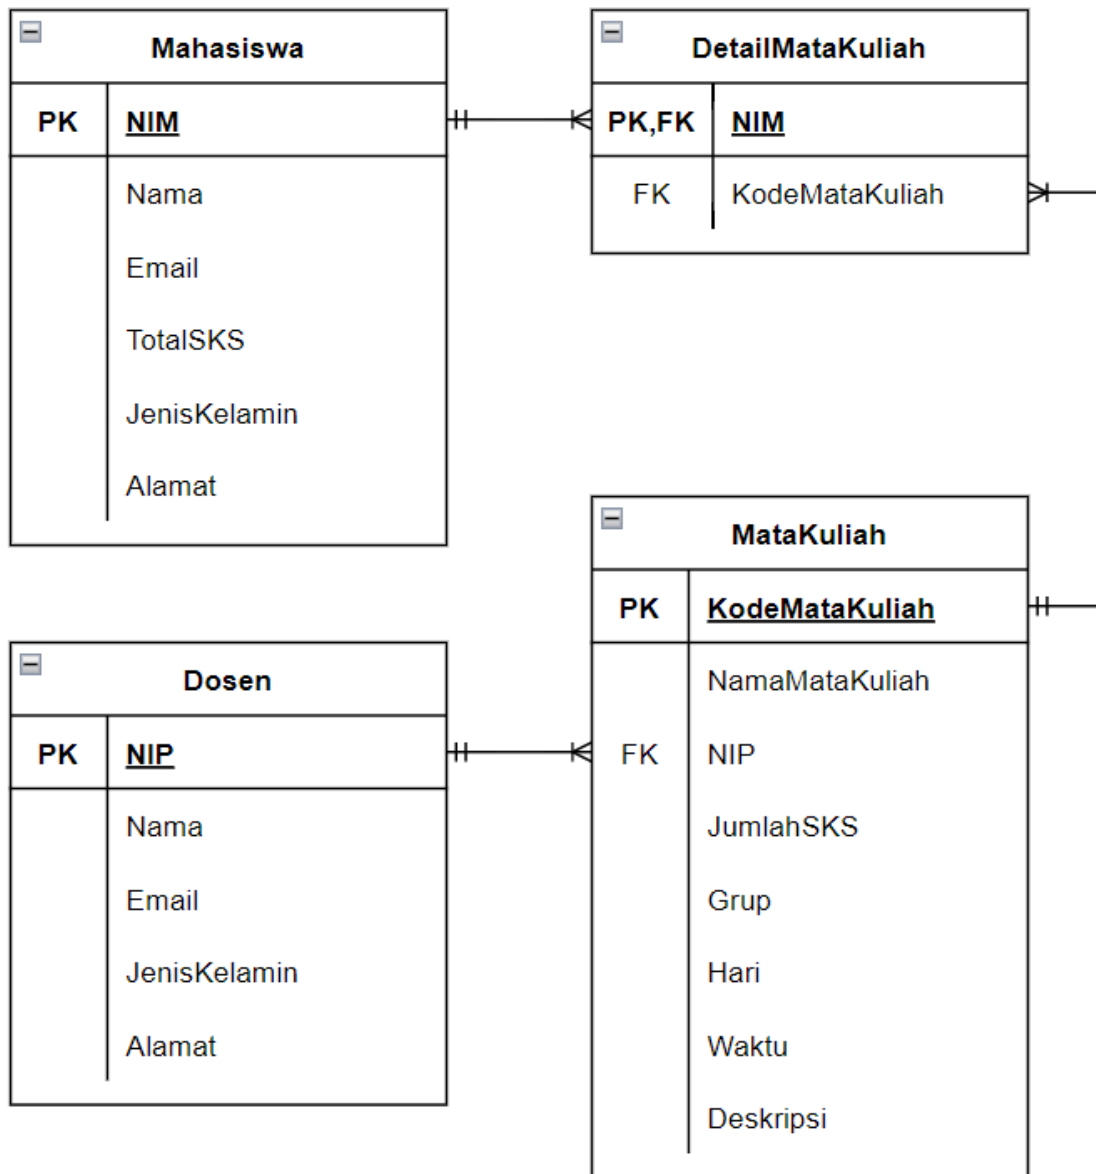 Mahasiswa
PK NIM
Nama
Email
TotalSKS
JenisKelamin
Alamat
DetailMataKuliah
PK,FK NIM
FK KodeMataKuliah
Dosen
PK NIP
Nama
Email
JenisKelamin
Alamat
MataKuliah
PK KodeMataKuliah
NamaMataKuliah
FK NIP
JumlahSKS
Grup
Hari
Waktu
Deskripsi